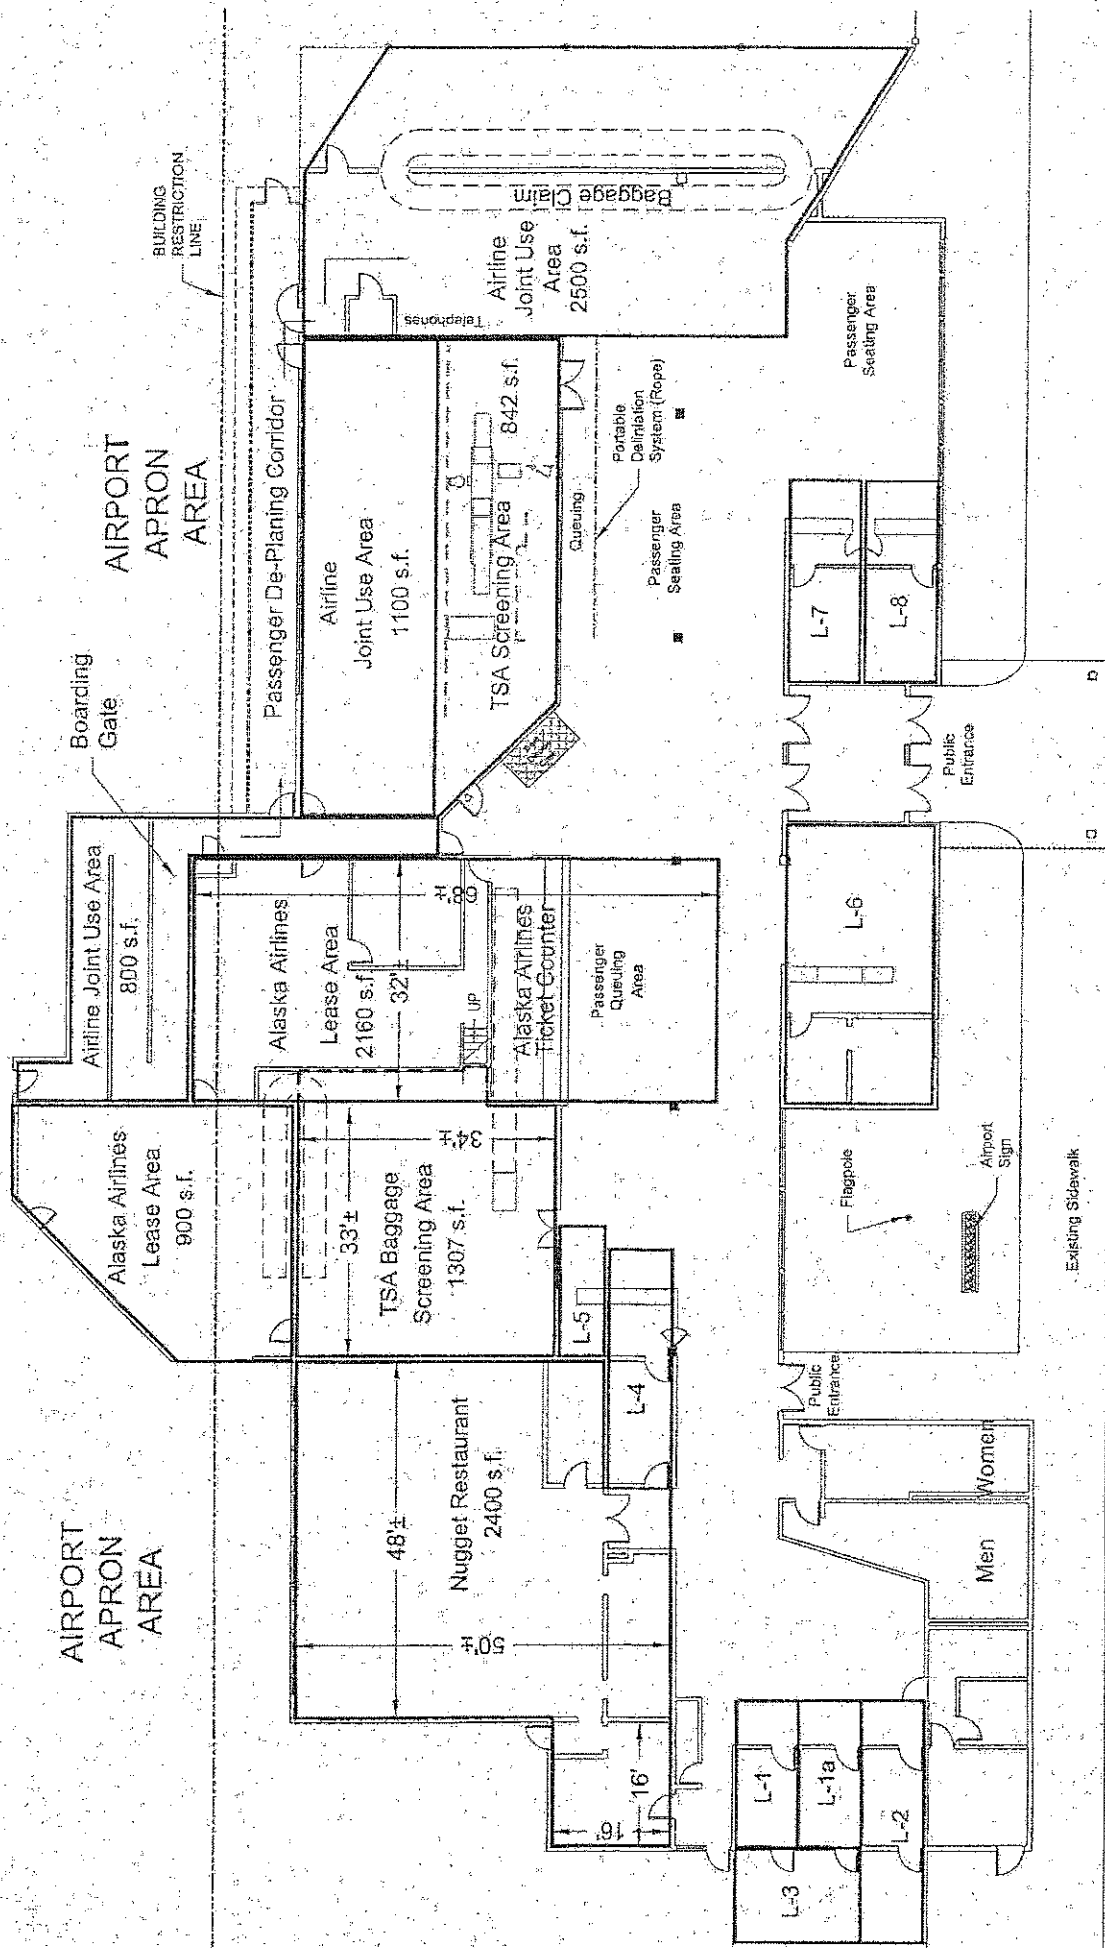 AIRPORT
APRON
AREA
AIRPORT
APRON
AREA
BUILDING
RESTRICTION
LINE
Boarding
Gate
Passenger De-Planing Corridor
Airline Joint Use Area
800 s.f.
Alaska Airlines
Lease Area
900 s.f.
Alaska Airlines
Lease Area
2160 s.f.
32'±
68'±
UP
Alaska Airlines
Ticket Counter
Passenger
Queuing
Area
Airline
Joint Use Area
1100 s.f.
TSA Screening Area
842 s.f.
Telephones
Airline
Joint Use
Area
2500 s.f.
Baggage Claim
Queuing
Portable
Deliniation
System (Rope)
Passenger
Seating Area
Passenger
Seating Area
33'±
34'±
TSA Baggage
Screening Area
1307 s.f.
48'±
50'±
Nugget Restaurant
2400 s.f.
16'
16'
L-5
L-4
L-1
L-1a
L-2
L-3
Men
Women
Public
Entrance
Flagpole
Airport
Sign
Existing Sidewalk
L-6
Public
Entrance
L-7
L-8